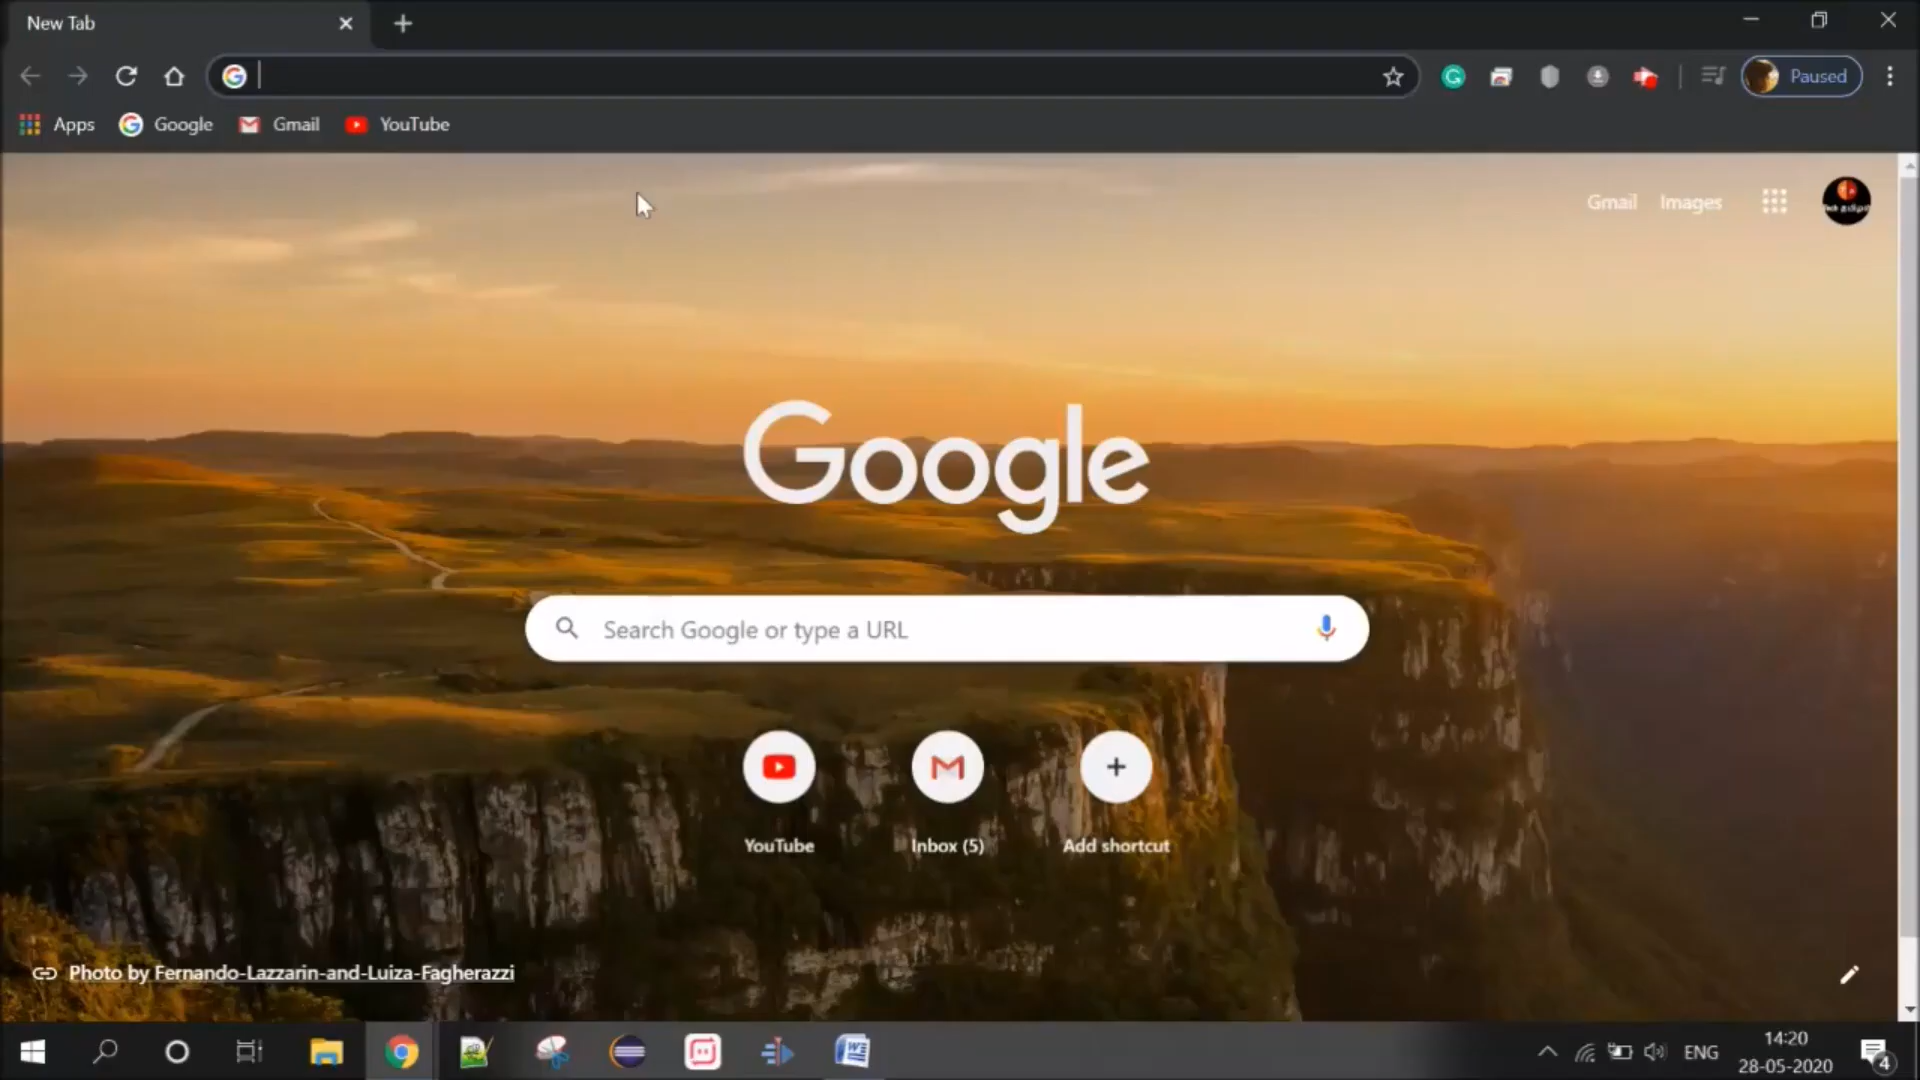 New Tab
Paused
Apps Google Gmail YouTube
Gmail Images
Google
Search Google or type a URL
YouTube Inbox (5) Add shortcut
Photo by Fernando-Lazzarin-and-Luiza-Fagherazzi
ENG
14:20
28-05-2020
4